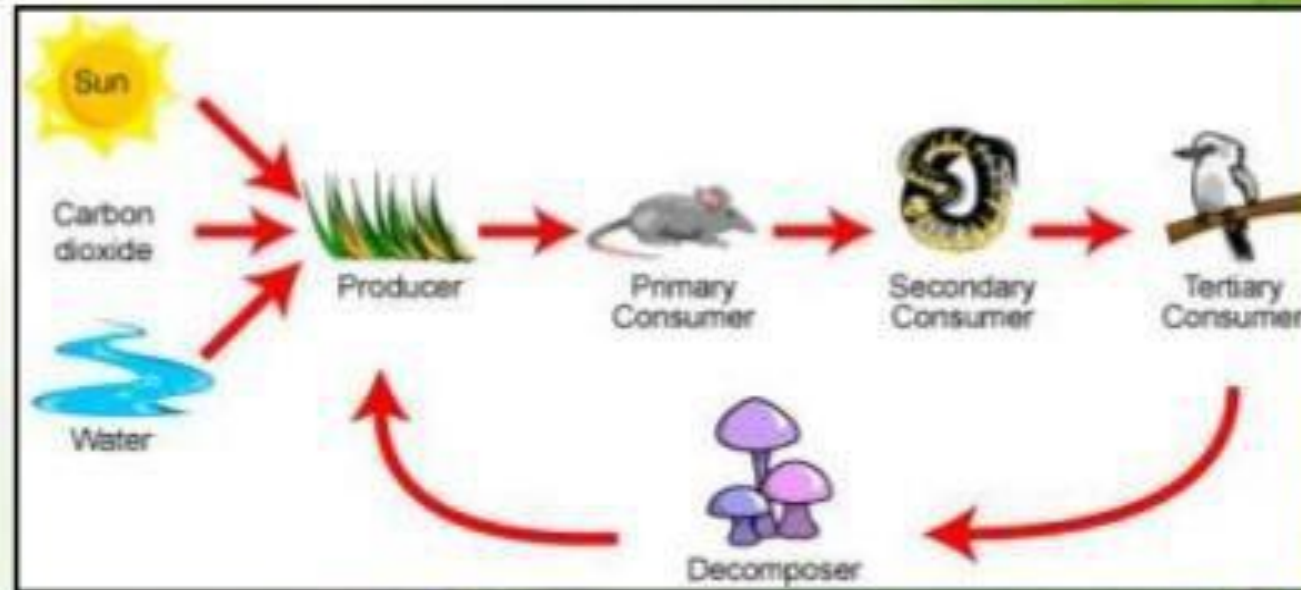 Sun
Carbon
dioxide
Water
Producer
Primary
Consumer
Secondary
Consumer
Tertiary
Consumer
Decomposer